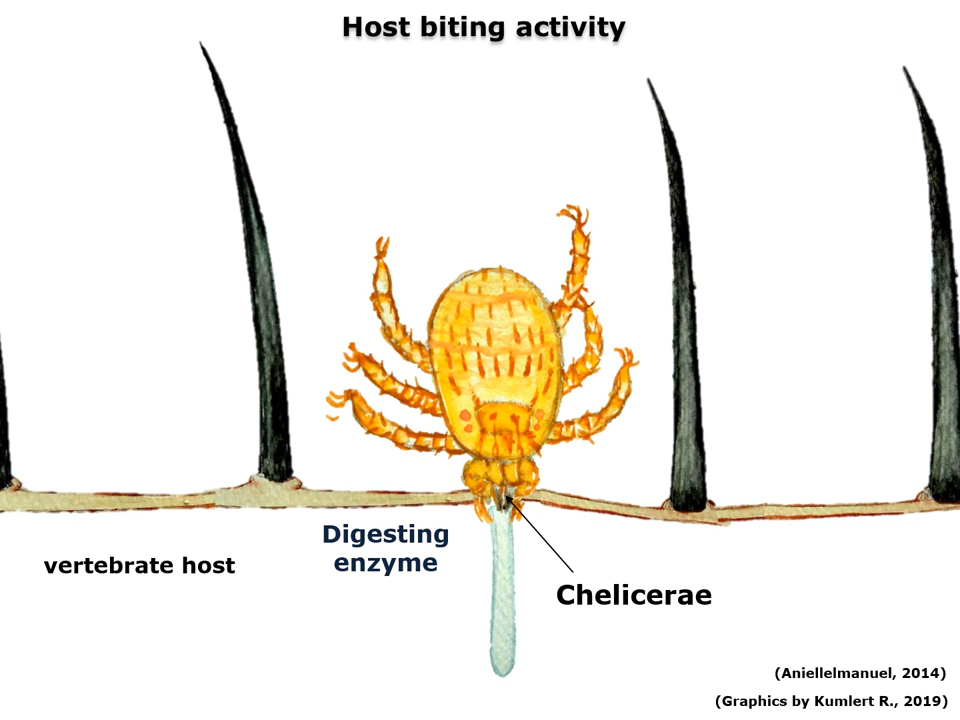 Host biting activity
Digesting
enzyme
vertebrate host
Chelicerae
(Aniellelmanuel, 2014)
(Graphics by Kumlert R., 2019)